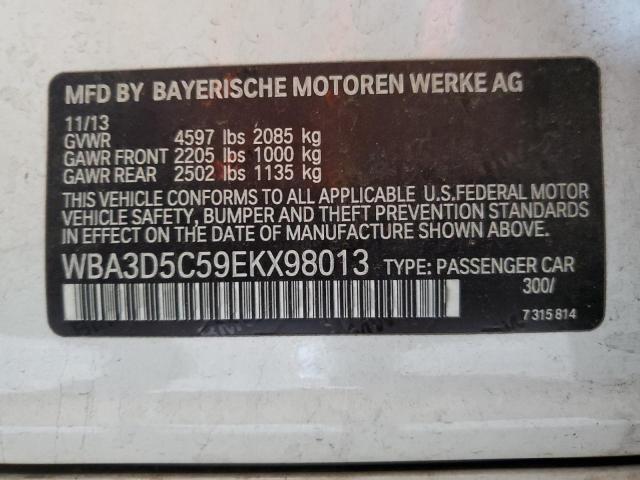 MFD BY BAYERISCHE MOTOREN WERKE AG
11/13
GVWR 4597 lbs 2085 kg
GAWR FRONT 2205 lbs 1000 kg
GAWR REAR 2502 lbs 1135 kg
THIS VEHICLE CONFORMS TO ALL APPLICABLE U.S.FEDERAL MOTOR
VEHICLE SAFETY, BUMPER AND THEFT PREVENTION STANDARDS
IN EFFECT ON THE DATE OF MANUFACTURE SHOWN ABOVE.
WBA3D5C59EKX98013 TYPE: PASSENGER CAR
300/
7 315 814